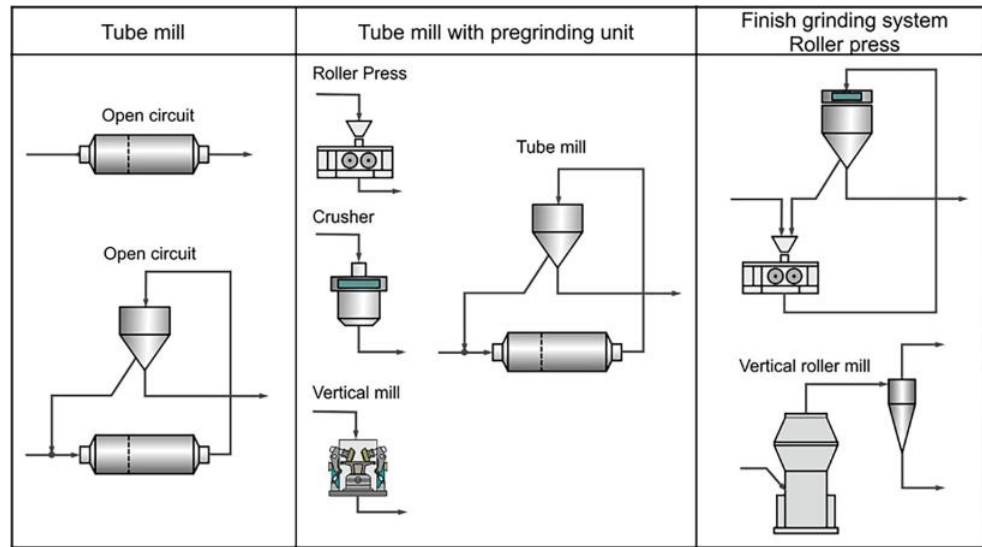 Tube mill
Tube mill with pregrinding unit
Finish grinding system
Roller press
Open circuit
Open circuit
Roller Press
Crusher
Vertical mill
Tube mill
Vertical roller mill